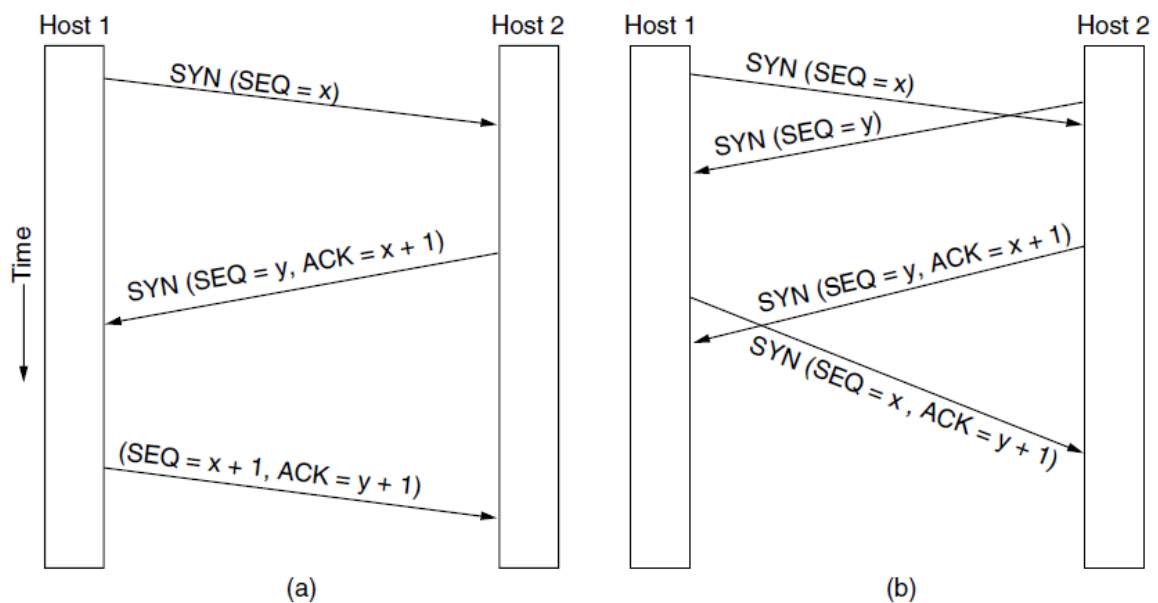 Host 1
Host 2
SYN (SEQ = x)
SYN (SEQ = y, ACK = x + 1)
(SEQ = x + 1, ACK = y + 1)
Time
(a)
Host 1
Host 2
SYN (SEQ = x)
SYN (SEQ = y)
SYN (SEQ = y, ACK = x + 1)
SYN (SEQ = x , ACK = y + 1)
(b)